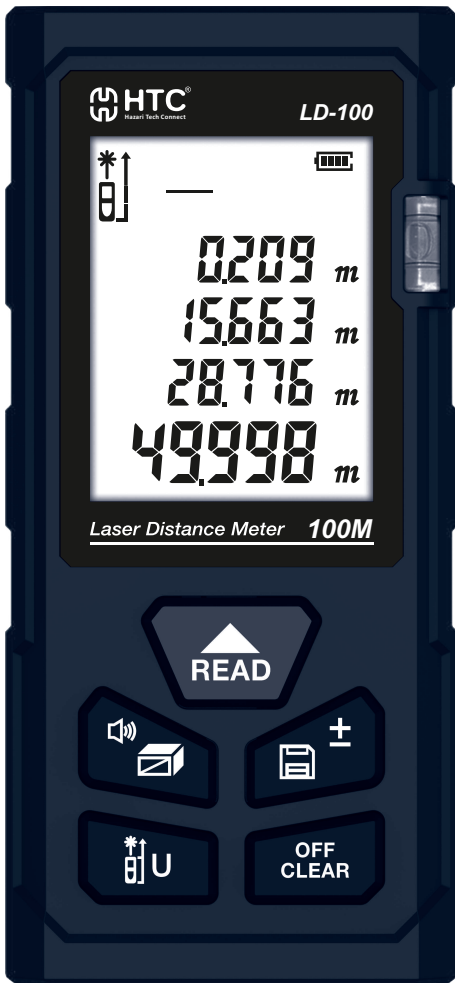 HTC®
Hazari Tech Connect
LD-100
0.209 m
15.663 m
28.776 m
49.998 m
Laser Distance Meter 100M
READ
±
U
OFF
CLEAR